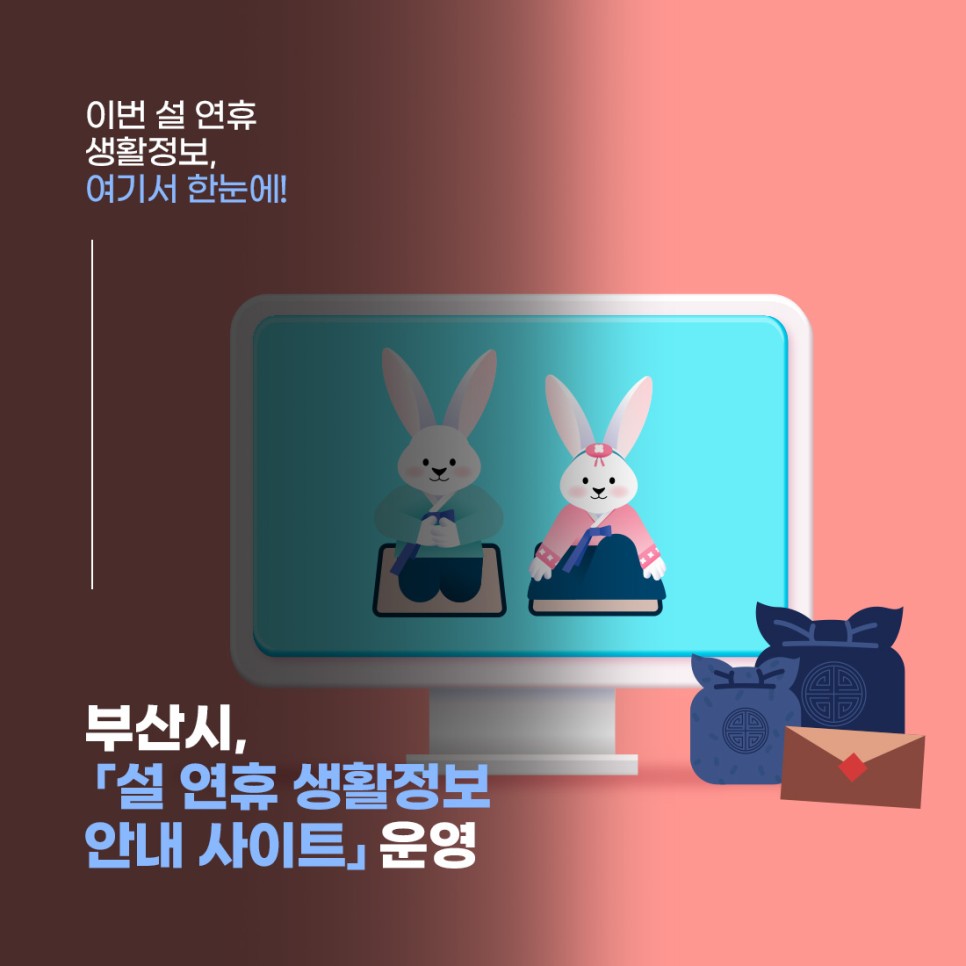 이번 설 연휴
생활정보,
여기서 한눈에!
부산시,
「설 연휴 생활정보
안내 사이트」 운영